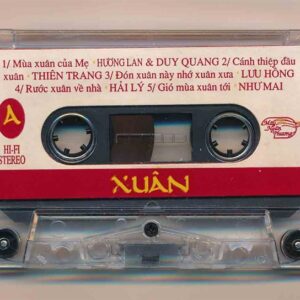 1/ Mùa xuân của Mẹ · HƯƠNG LAN & DUY QUANG 2/ Cánh thiệp đầu
xuân · THIÊN TRANG 3/ Đón xuân này nhớ xuân xưa · LƯU HỒNG
4/ Rước xuân về nhà · HẢI LÝ 5/ Gió mùa xuân tới · NHƯ MAI
A
HI-FI
STEREO
XUÂN